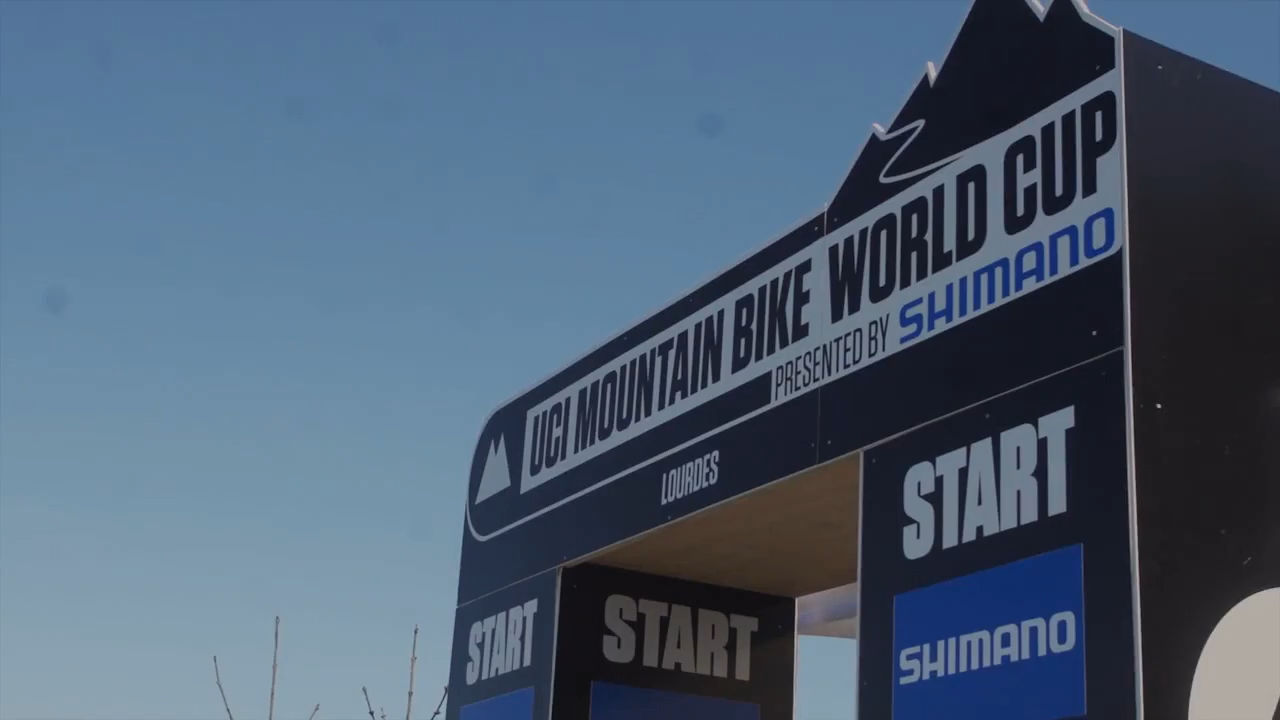 UCI MOUNTAIN BIKE WORLD CUP
PRESENTED BY SHIMANO
LOURDES
START
START
START
SHIMANO